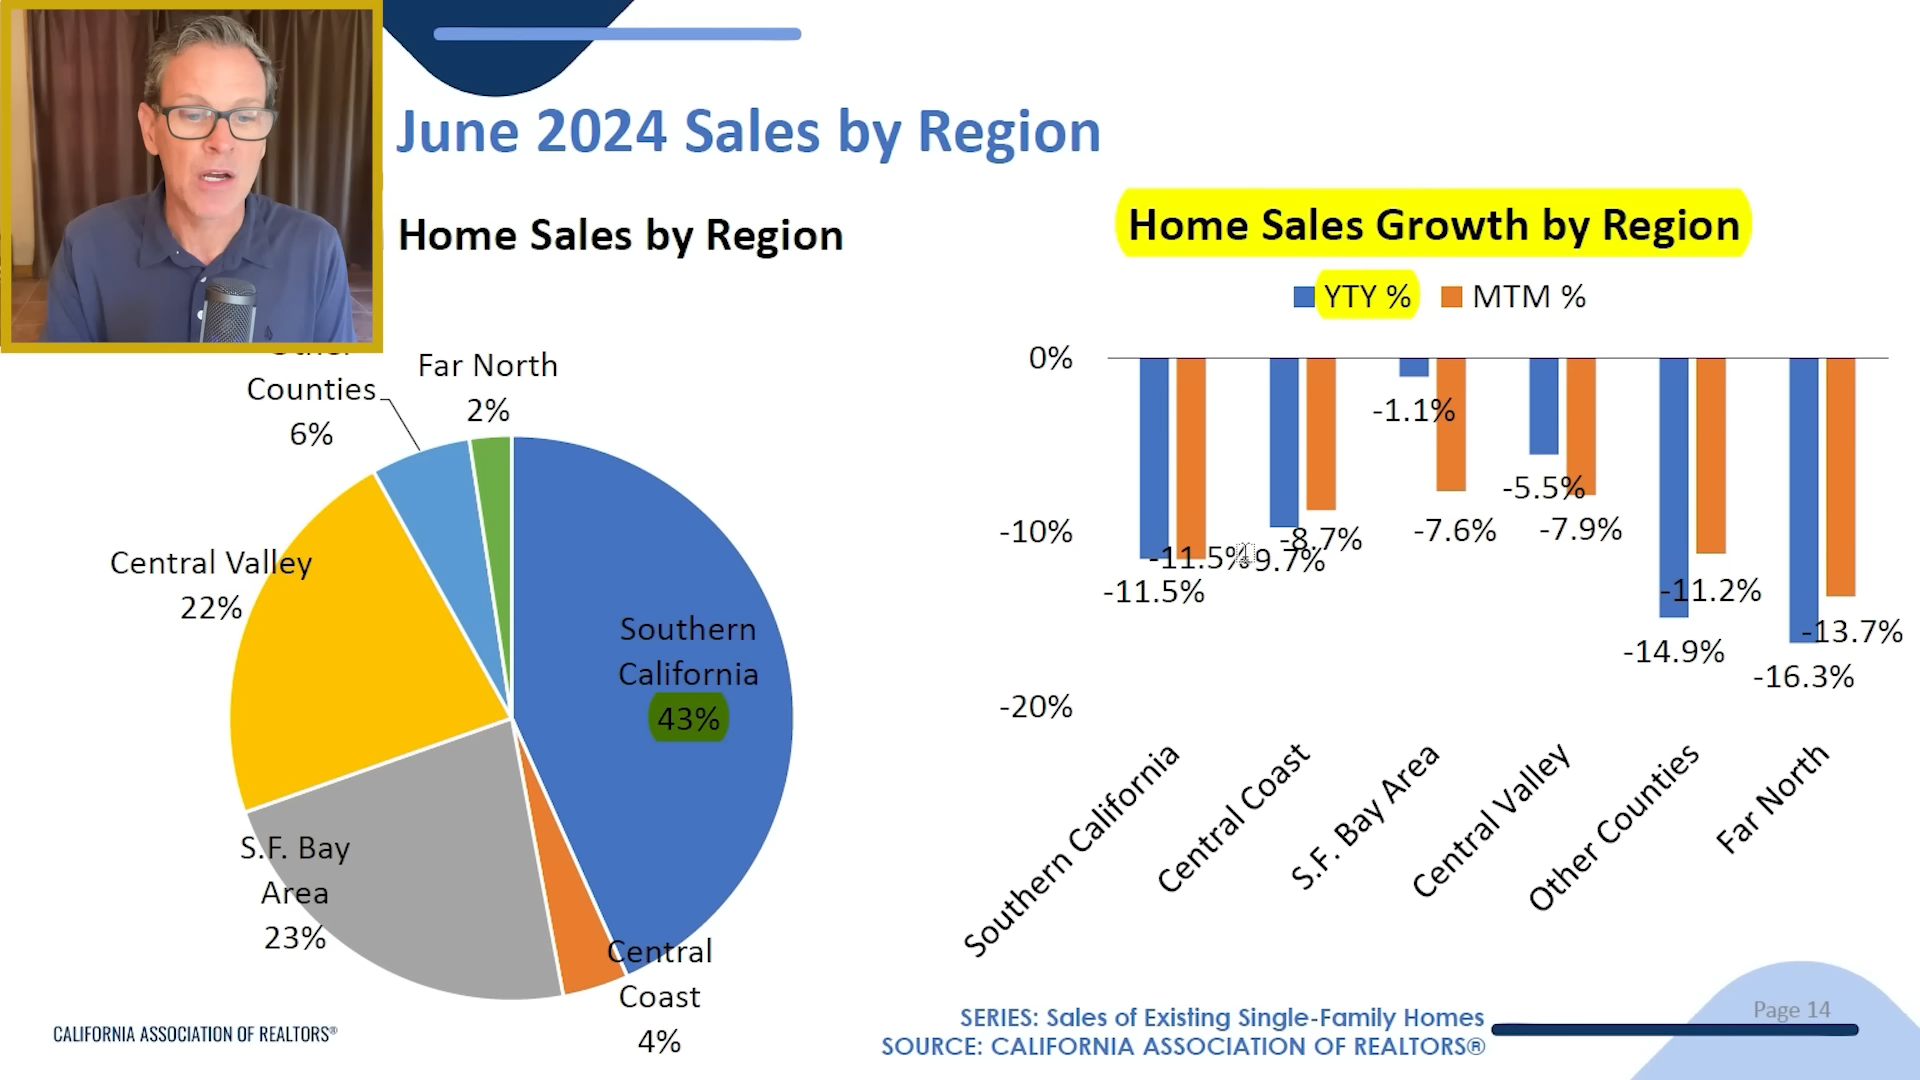 June 2024 Sales by Region
Home Sales by Region
Counties
6%
Far North
2%
Central Valley
22%
Southern
California
43%
S.F. Bay
Area
23%
Central
Coast
4%
Home Sales Growth by Region
YTY % MTM %
0%
-10%
-20%
-11.5%
-11.5%
-9.7%
-8.7%
-1.1%
-7.6%
-5.5%
-7.9%
-14.9%
-11.2%
-16.3%
-13.7%
Southern California
Central Coast
S.F. Bay Area
Central Valley
Other Counties
Far North
CALIFORNIA ASSOCIATION OF REALTORS®
SERIES: Sales of Existing Single-Family Homes
SOURCE: CALIFORNIA ASSOCIATION OF REALTORS®
Page 14